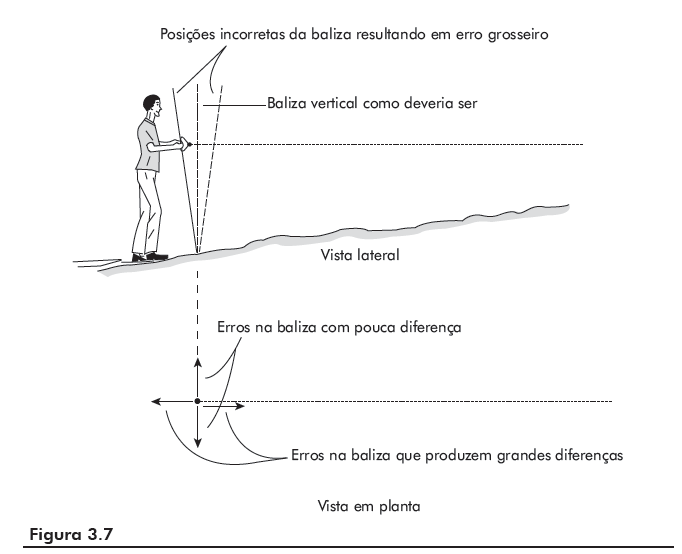 Posições incorretas da baliza resultando em erro grosseiro
Baliza vertical como deveria ser
Vista lateral
Erros na baliza com pouca diferença
Erros na baliza que produzem grandes diferenças
Vista em planta
Figura 3.7